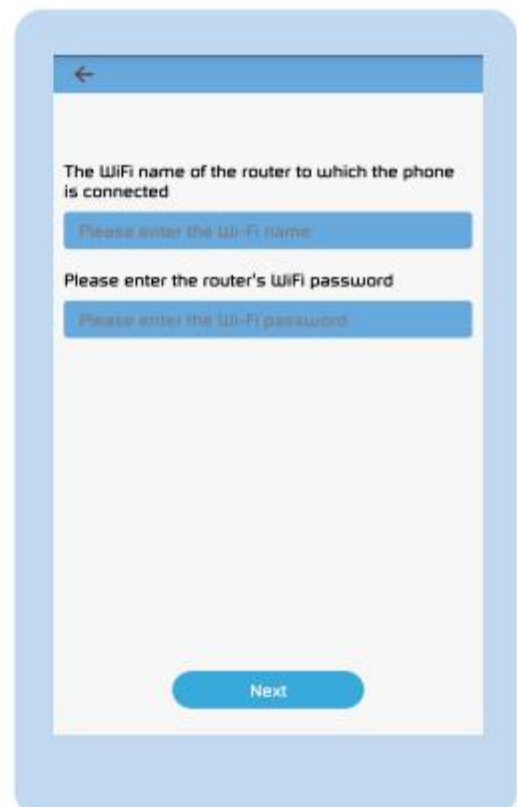 The WiFi name of the router to which the phone
is connected
Please enter the Wi-Fi name
Please enter the router's WiFi password
Please enter the Wi-Fi password
Next